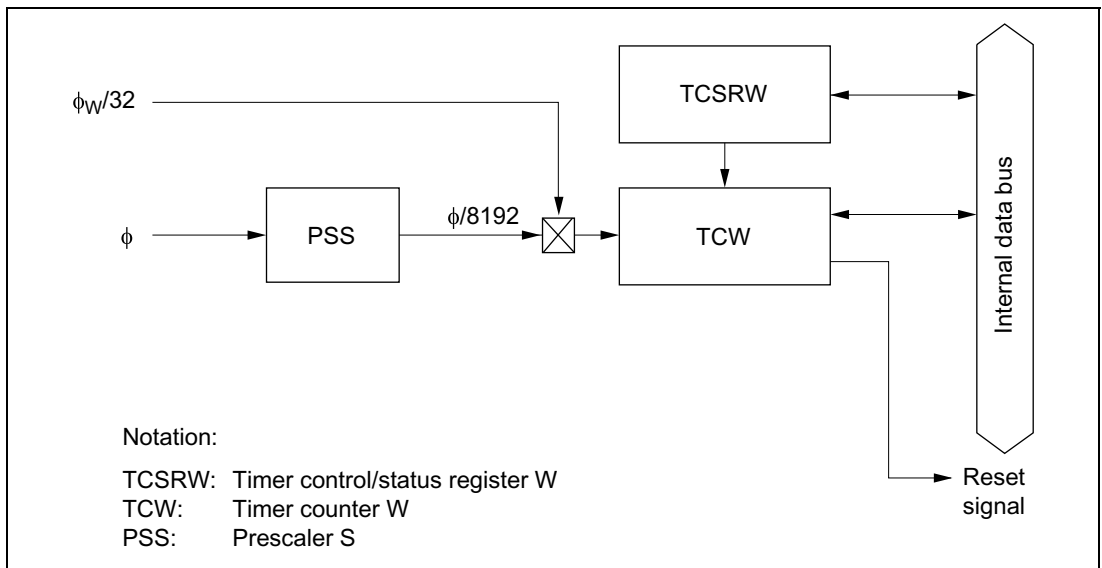 TCSRW
ϕW/32
ϕ/8192
ϕ
PSS
TCW
Internal data bus
Notation:
TCSRW: Timer control/status register W
TCW: Timer counter W
PSS: Prescaler S
Reset
signal